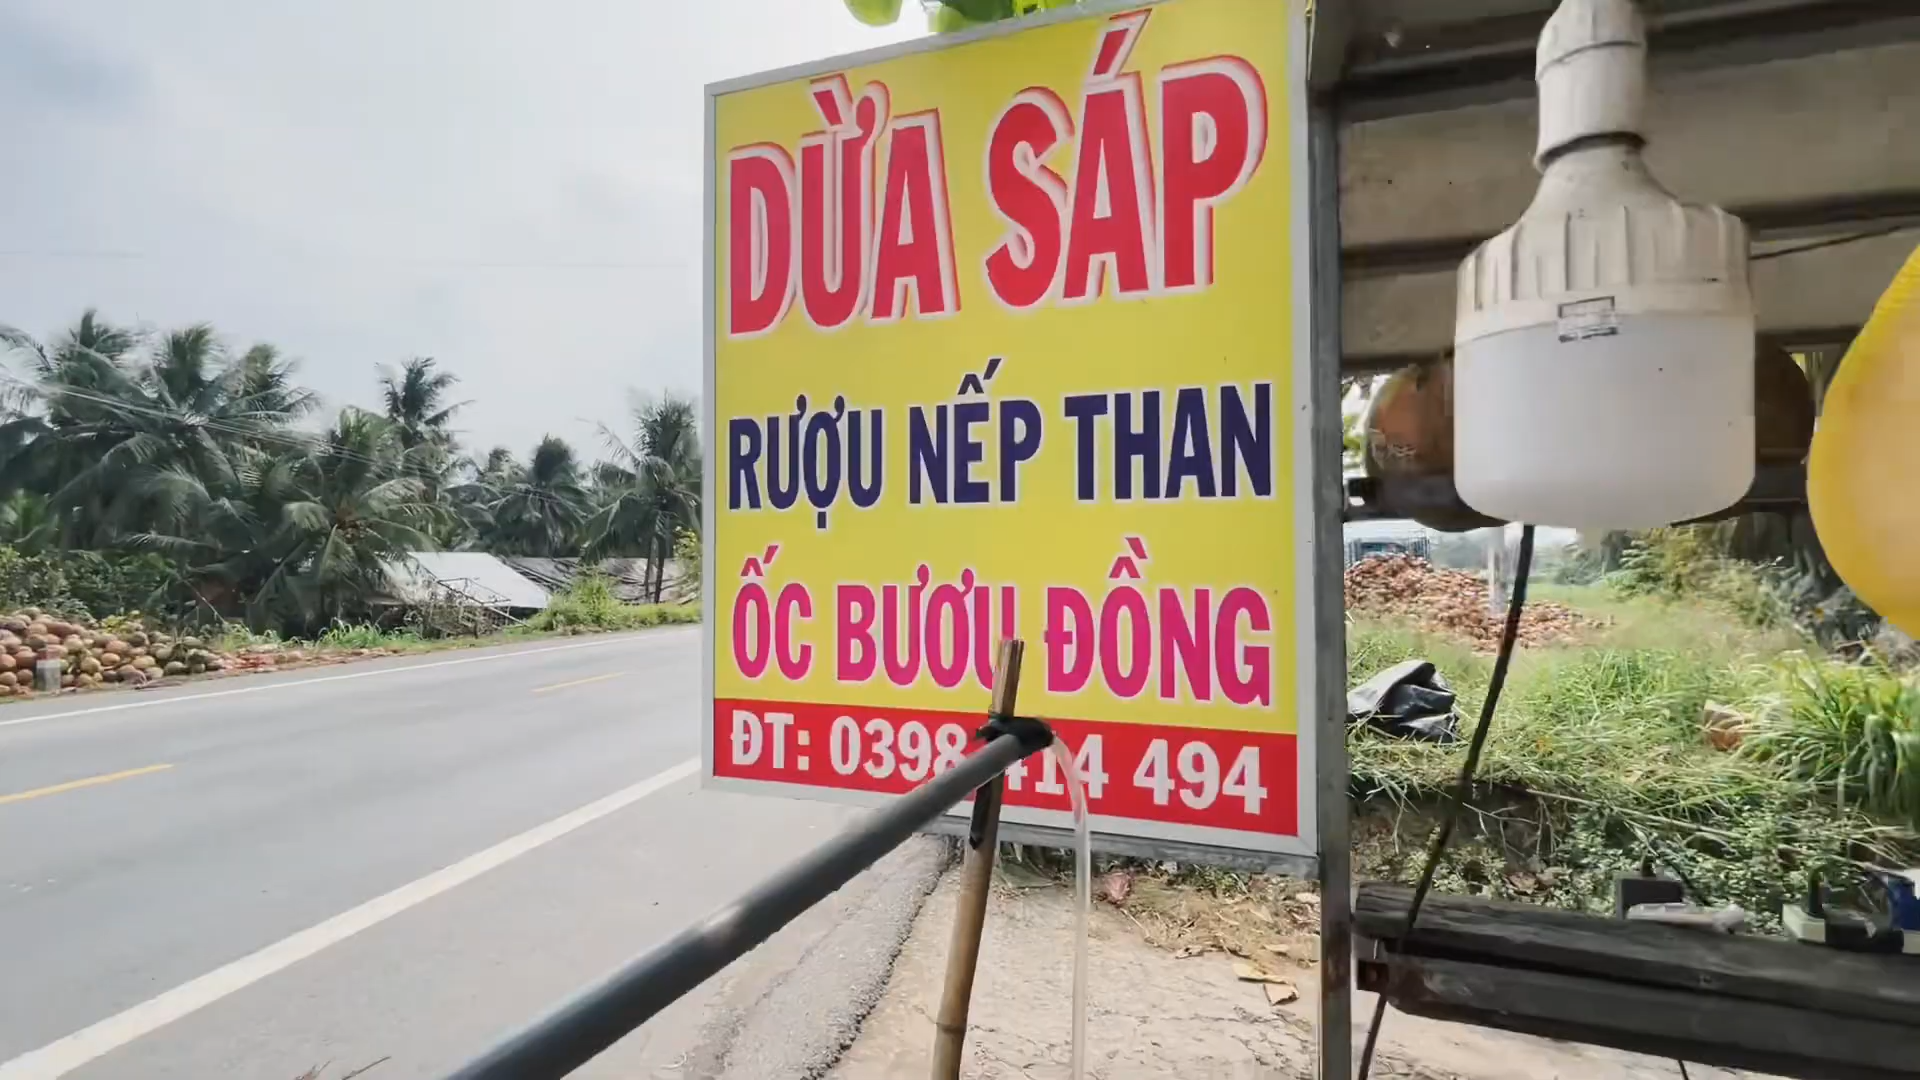 DỪA SÁP
RƯỢU NẾP THAN
ỐC BƯƠU ĐỒNG
ĐT: 0398 414 494